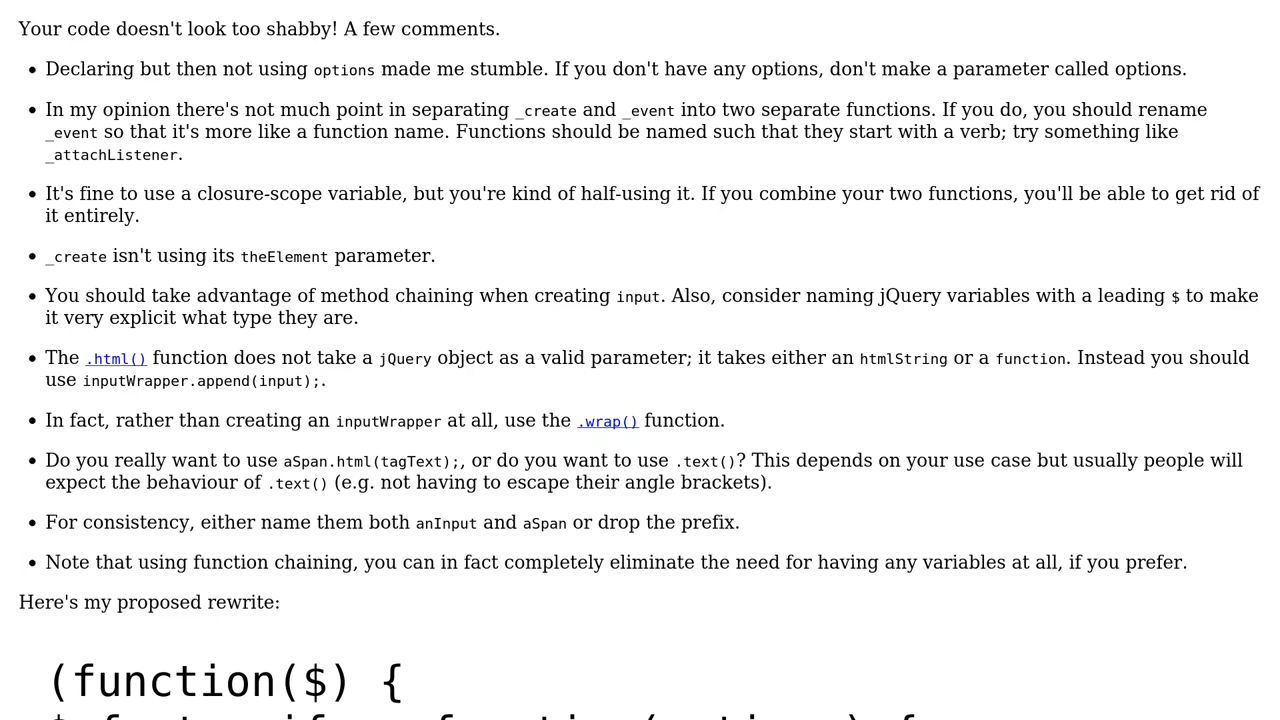 Your code doesn't look too shabby! A few comments.
Declaring but then not using options made me stumble. If you don't have any options, don't make a parameter called options.
In my opinion there's not much point in separating _create and _event into two separate functions. If you do, you should rename
_event so that it's more like a function name. Functions should be named such that they start with a verb; try something like
_attachListener.
It's fine to use a closure-scope variable, but you're kind of half-using it. If you combine your two functions, you'll be able to get rid of
it entirely.
_create isn't using its theElement parameter.
You should take advantage of method chaining when creating input. Also, consider naming jQuery variables with a leading $ to make
it very explicit what type they are.
The .html() function does not take a jQuery object as a valid parameter; it takes either an htmlString or a function. Instead you should
use inputWrapper.append(input);.
In fact, rather than creating an inputWrapper at all, use the .wrap() function.
Do you really want to use aSpan.html(tagText);, or do you want to use .text()? This depends on your use case but usually people will
expect the behaviour of .text() (e.g. not having to escape their angle brackets).
For consistency, either name them both anInput and aSpan or drop the prefix.
Note that using function chaining, you can in fact completely eliminate the need for having any variables at all, if you prefer.
Here's my proposed rewrite:
(function($) {